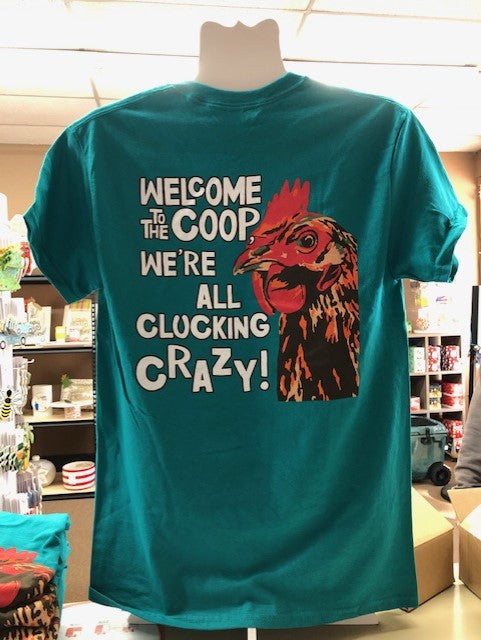 WELCOME
TO THE COOP,
WE'RE
ALL
CLUCKING
CRAZY!